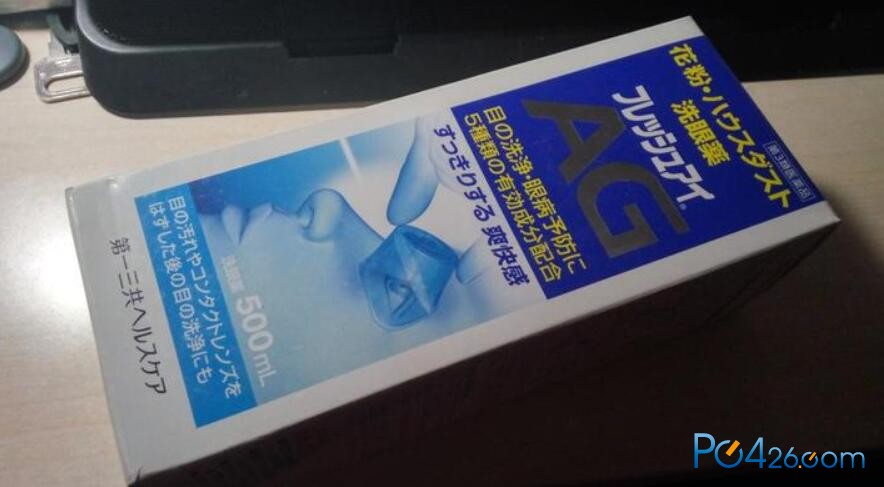 花粉・ハウスダスト
洗眼薬
第3類医薬品
フレッシュアイ®
AG
目の洗浄・眼病予防に
5種類の有効成分配合
すっきりする 爽快感
洗眼薬 500mL
目の汚れやコンタクトレンズを
はずした後の目の洗浄にも
第一三共ヘルスケア
PC426.com